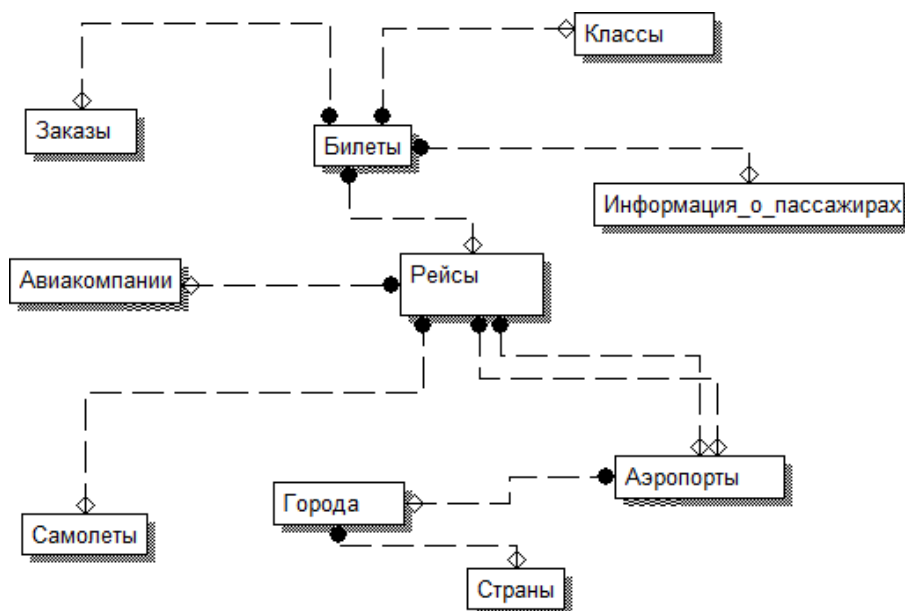 Классы
Заказы
Билеты
Информация_о_пассажирах
Авиакомпании
Рейсы
Аэропорты
Города
Самолеты
Страны